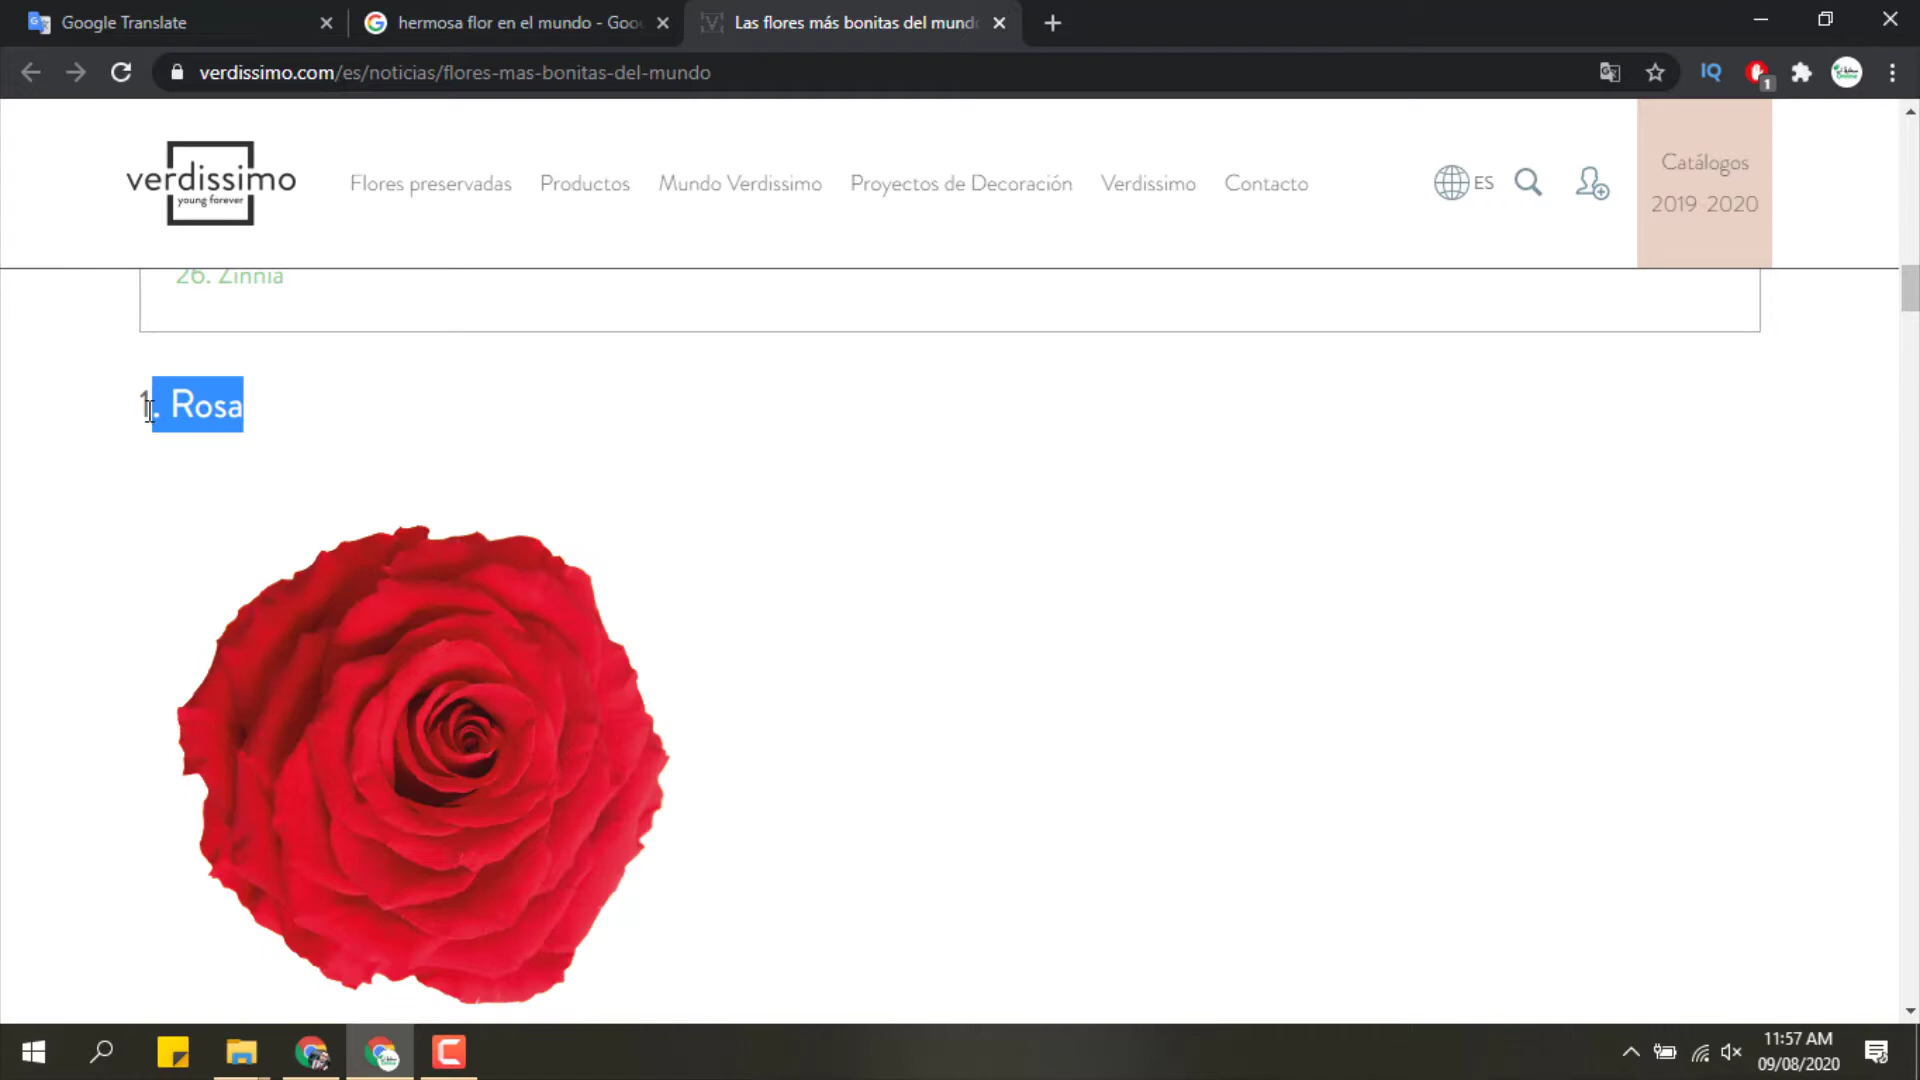 Google Translate
hermosa flor en el mundo - Goo
Las flores más bonitas del mund
verdissimo.com/es/noticias/flores-mas-bonitas-del-mundo
IQ
1
verdissimo
young forever
Flores preservadas
Productos
Mundo Verdissimo
Proyectos de Decoración
Verdissimo
Contacto
ES
Catálogos
2019-2020
26. Zinnia
1. Rosa
11:57 AM
09/08/2020